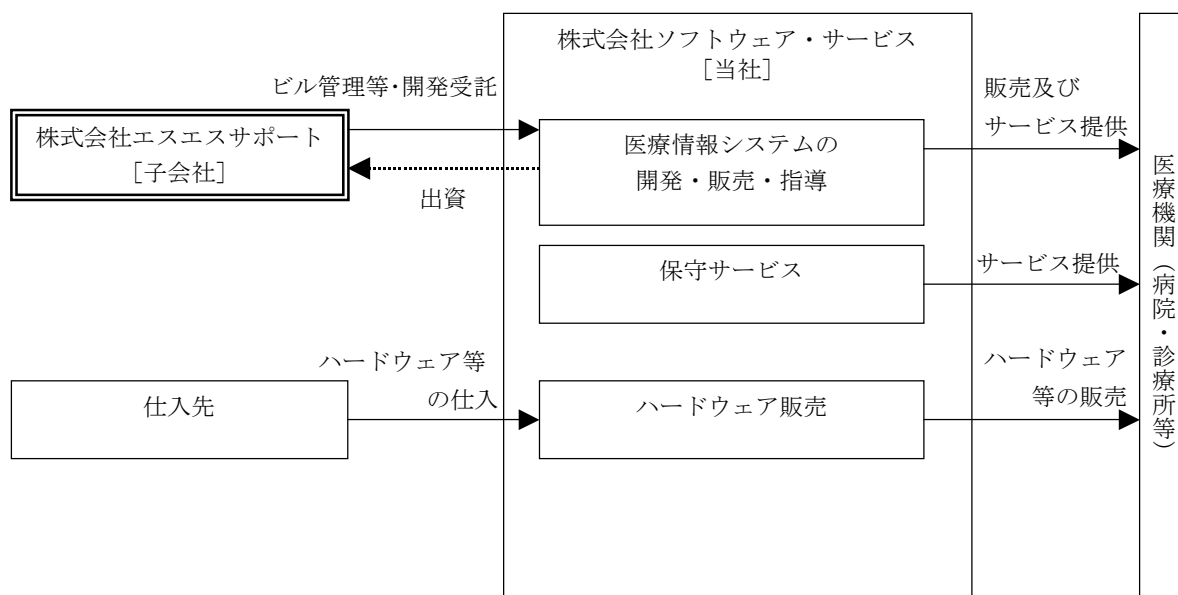 株式会社ソフトウェア・サービス
［当社］
ビル管理等・開発受託
株式会社エスエスサポート
［子会社］
出資
医療情報システムの
開発・販売・指導
販売及び
サービス提供
保守サービス
サービス提供
ハードウェア等
の仕入
仕入先
ハードウェア販売
ハードウェア
等の販売
医療機関（病院・診療所等）